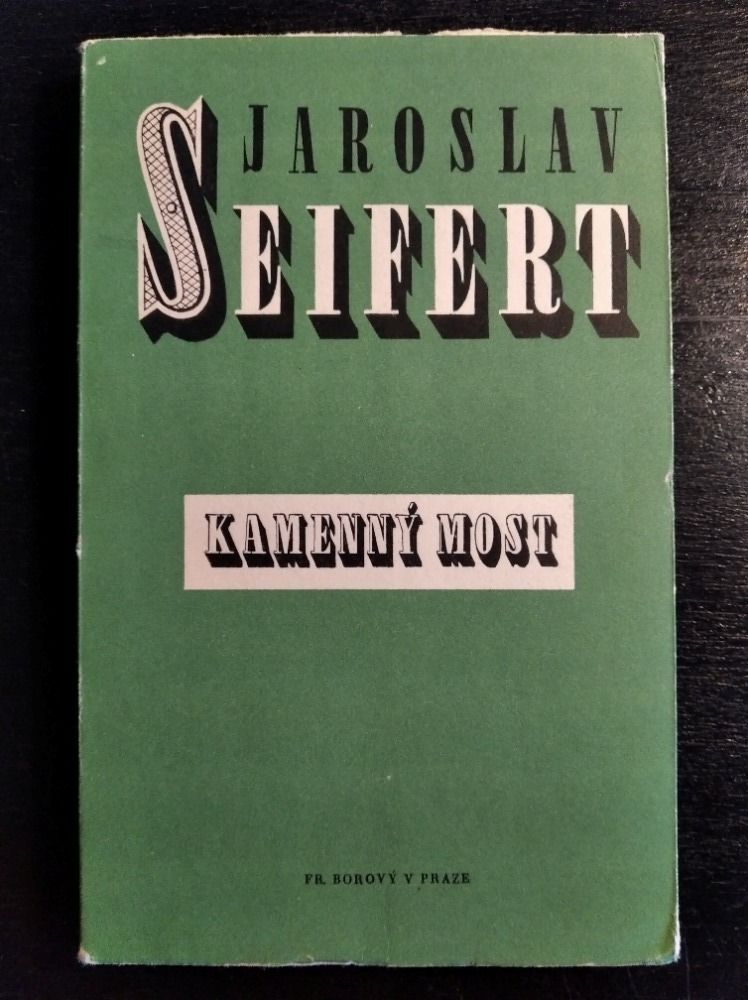 JAROSLAV
SEIFERT
KAMENNÝ MOST
FR. BOROVÝ V PRAZE